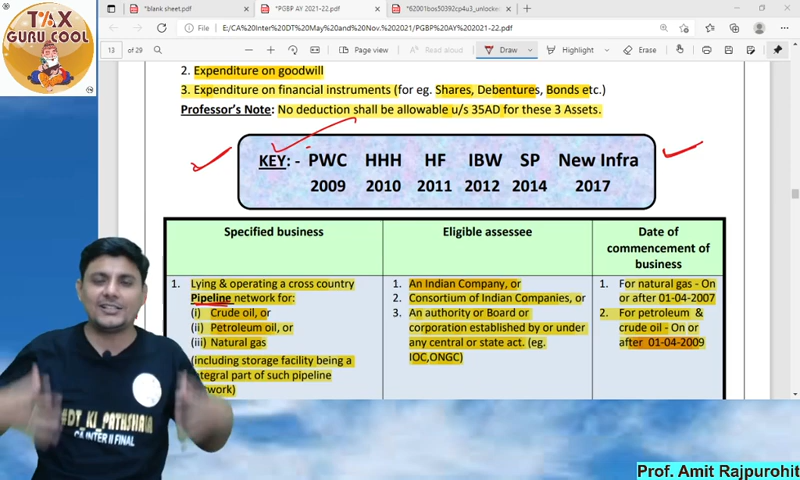 TAX
GURU COOL
*blank sheet.pdf
*PGBP AY 2021-22.pdf
*62001bos50392cp4u3_unlocked
E:/CA%20Inter%20DT%20May%20and%20Nov.%202021/PGBP%20AY%202021-22.pdf
13 of 29
Page view
Read aloud
Draw
Highlight
Erase
2. Expenditure on goodwill
3. Expenditure on financial instruments (for eg. Shares, Debentures, Bonds etc.)
Professor's Note: No deduction shall be allowable u/s 35AD for these 3 Assets.
KEY: - PWC HHH HF IBW SP New Infra
2009 2010 2011 2012 2014 2017
Specified business
Eligible assessee
Date of
commencement of
business
1. Lying & operating a cross country
Pipeline network for:
(i) Crude oil, or
(ii) Petroleum oil, or
(iii) Natural gas
(including storage facility being a
integral part of such pipeline
network)
1. An Indian Company, or
2. Consortium of Indian Companies, or
3. An authority or Board or
corporation established by or under
any central or state act. (eg.
IOC,ONGC)
1. For natural gas - On
or after 01-04-2007
2. For petroleum &
crude oil - On or
after 01-04-2009
#DT_KI_PATHSHALA
CA INTER II FINAL
Prof. Amit Rajpurohit